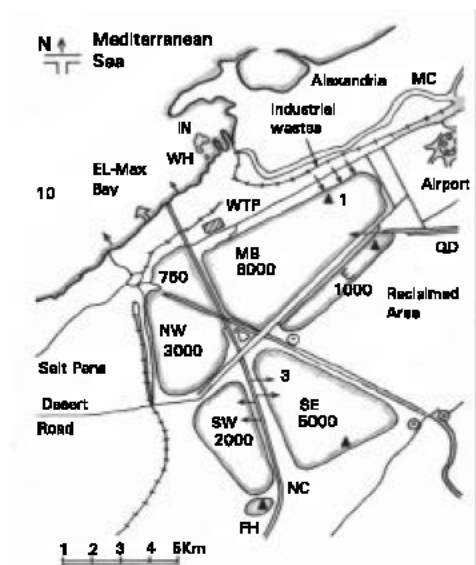 N
Mediterranean
Sea
Alexandria
MC
IN
Industrial
wastes
WH
EL-Max
Bay
10
WTP
1
Airport
MB
6000
QD
750
1000
Reclaimed
Area
NW
3000
Salt Pans
3
Desert
SE
5000
Road
SW
2000
NC
FH
1 2 3 4 5Km